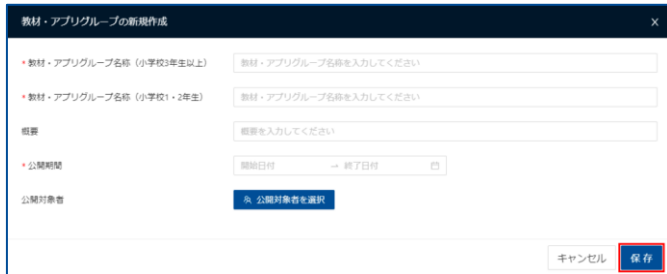 教材・アプリグループの新規作成 ×
* 教材・アプリグループ名称（小学校3年生以上） 教材・アプリグループ名称を入力してください
* 教材・アプリグループ名称（小学校1・2年生） 教材・アプリグループ名称を入力してください
概要 概要を入力してください
* 公開期間 開始日付 → 終了日付
公開対象者 公開対象者を選択
キャンセル 保存